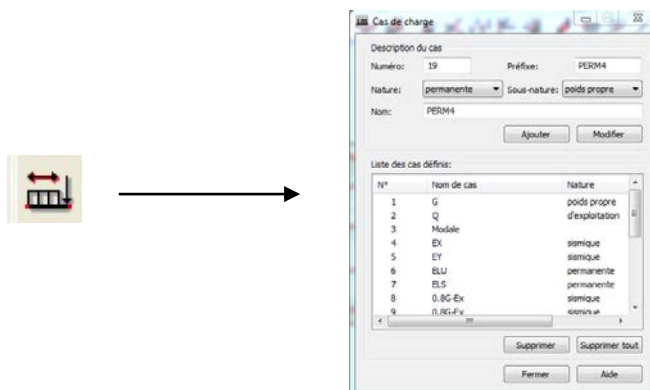 Cas de charge
Description du cas
Numéro: 19 Préfixe: PERM4
Nature: permanente Sous-nature: poids propre
Nom: PERM4
Ajouter Modifier
Liste des cas définis:
N° Nom de cas Nature
1 G poids propre
2 Q d'exploitation
3 Modale
4 EX sismique
5 EY sismique
6 ELU permanente
7 ELS permanente
8 0.8G-Ex sismique
9 0.8G-Ey sismique
Supprimer Supprimer tout
Fermer Aide